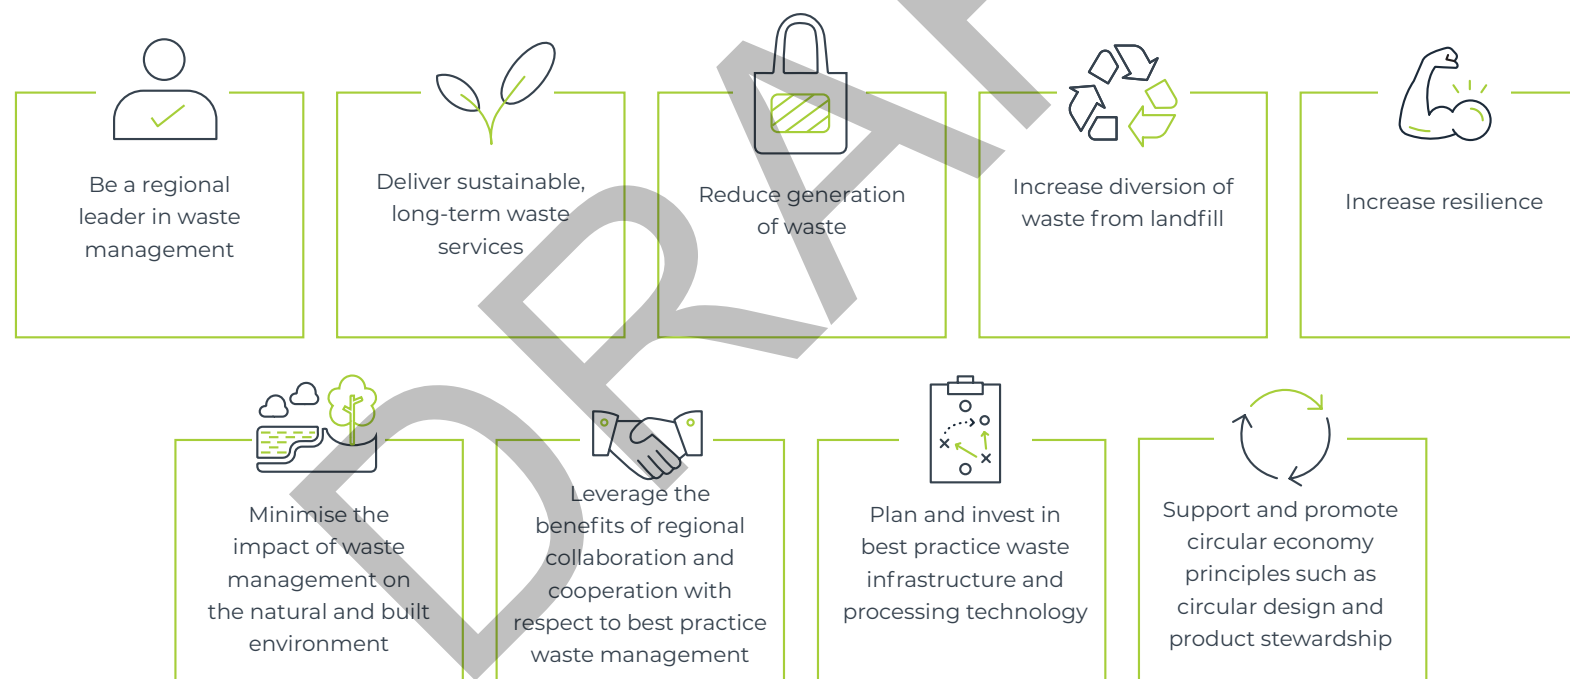 Be a regional
leader in waste
management
Deliver sustainable,
long-term waste
services
Reduce generation
of waste
Increase diversion of
waste from landfill
Increase resilience
Minimise the
impact of waste
management on
the natural and built
environment
Leverage the
benefits of regional
collaboration and
cooperation with
respect to best practice
waste management
Plan and invest in
best practice waste
infrastructure and
processing technology
Support and promote
circular economy
principles such as
circular design and
product stewardship
DRAF